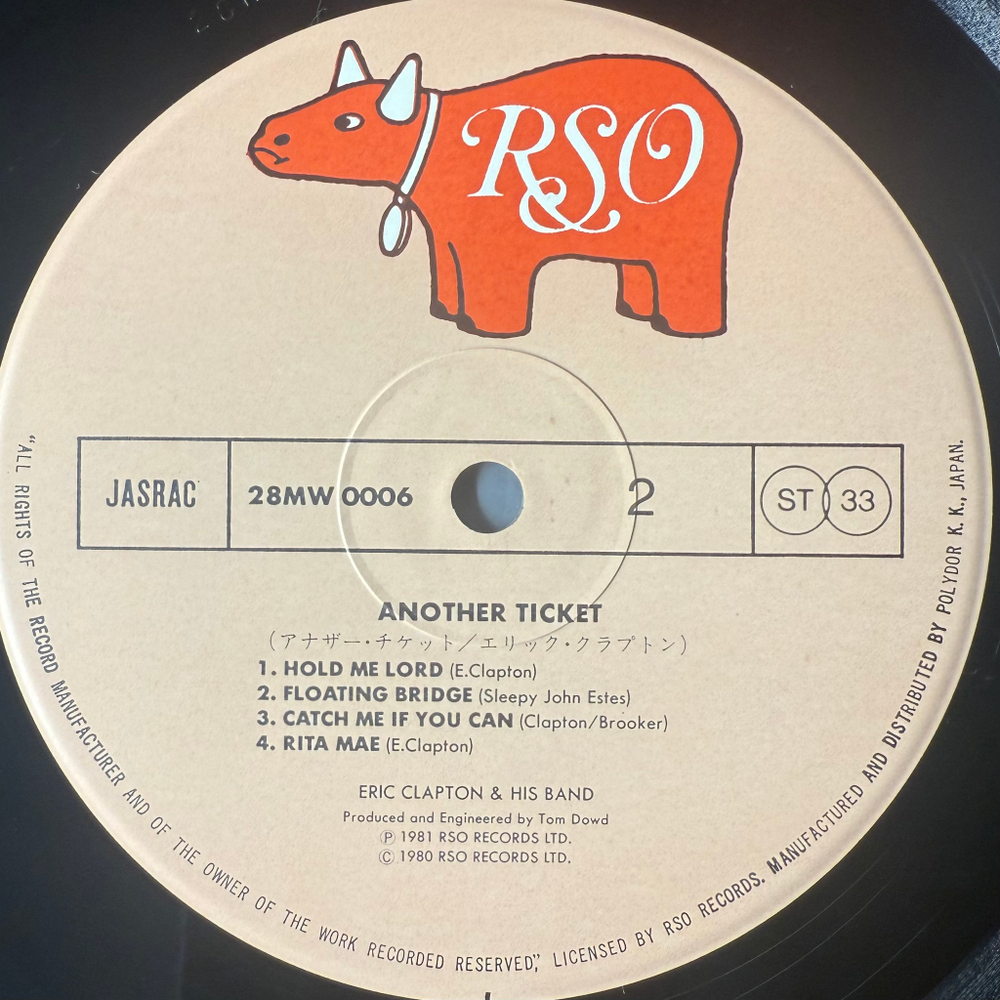 RSO
JASRAC 28MW 0006 2 ST 33
ANOTHER TICKET
(アナザー・チケット/エリック・クラプトン)
1. HOLD ME LORD (E.Clapton)
2. FLOATING BRIDGE (Sleepy John Estes)
3. CATCH ME IF YOU CAN (Clapton/Brooker)
4. RITA MAE (E.Clapton)
ERIC CLAPTON & HIS BAND
Produced and Engineered by Tom Dowd
Ⓟ 1981 RSO RECORDS LTD.
Ⓒ 1980 RSO RECORDS LTD.
"ALL RIGHTS OF THE RECORD MANUFACTURER AND OF THE OWNER OF THE WORK RECORDED RESERVED", LICENSED BY RSO RECORDS. MANUFACTURED AND DISTRIBUTED BY POLYDOR K. K., JAPAN.